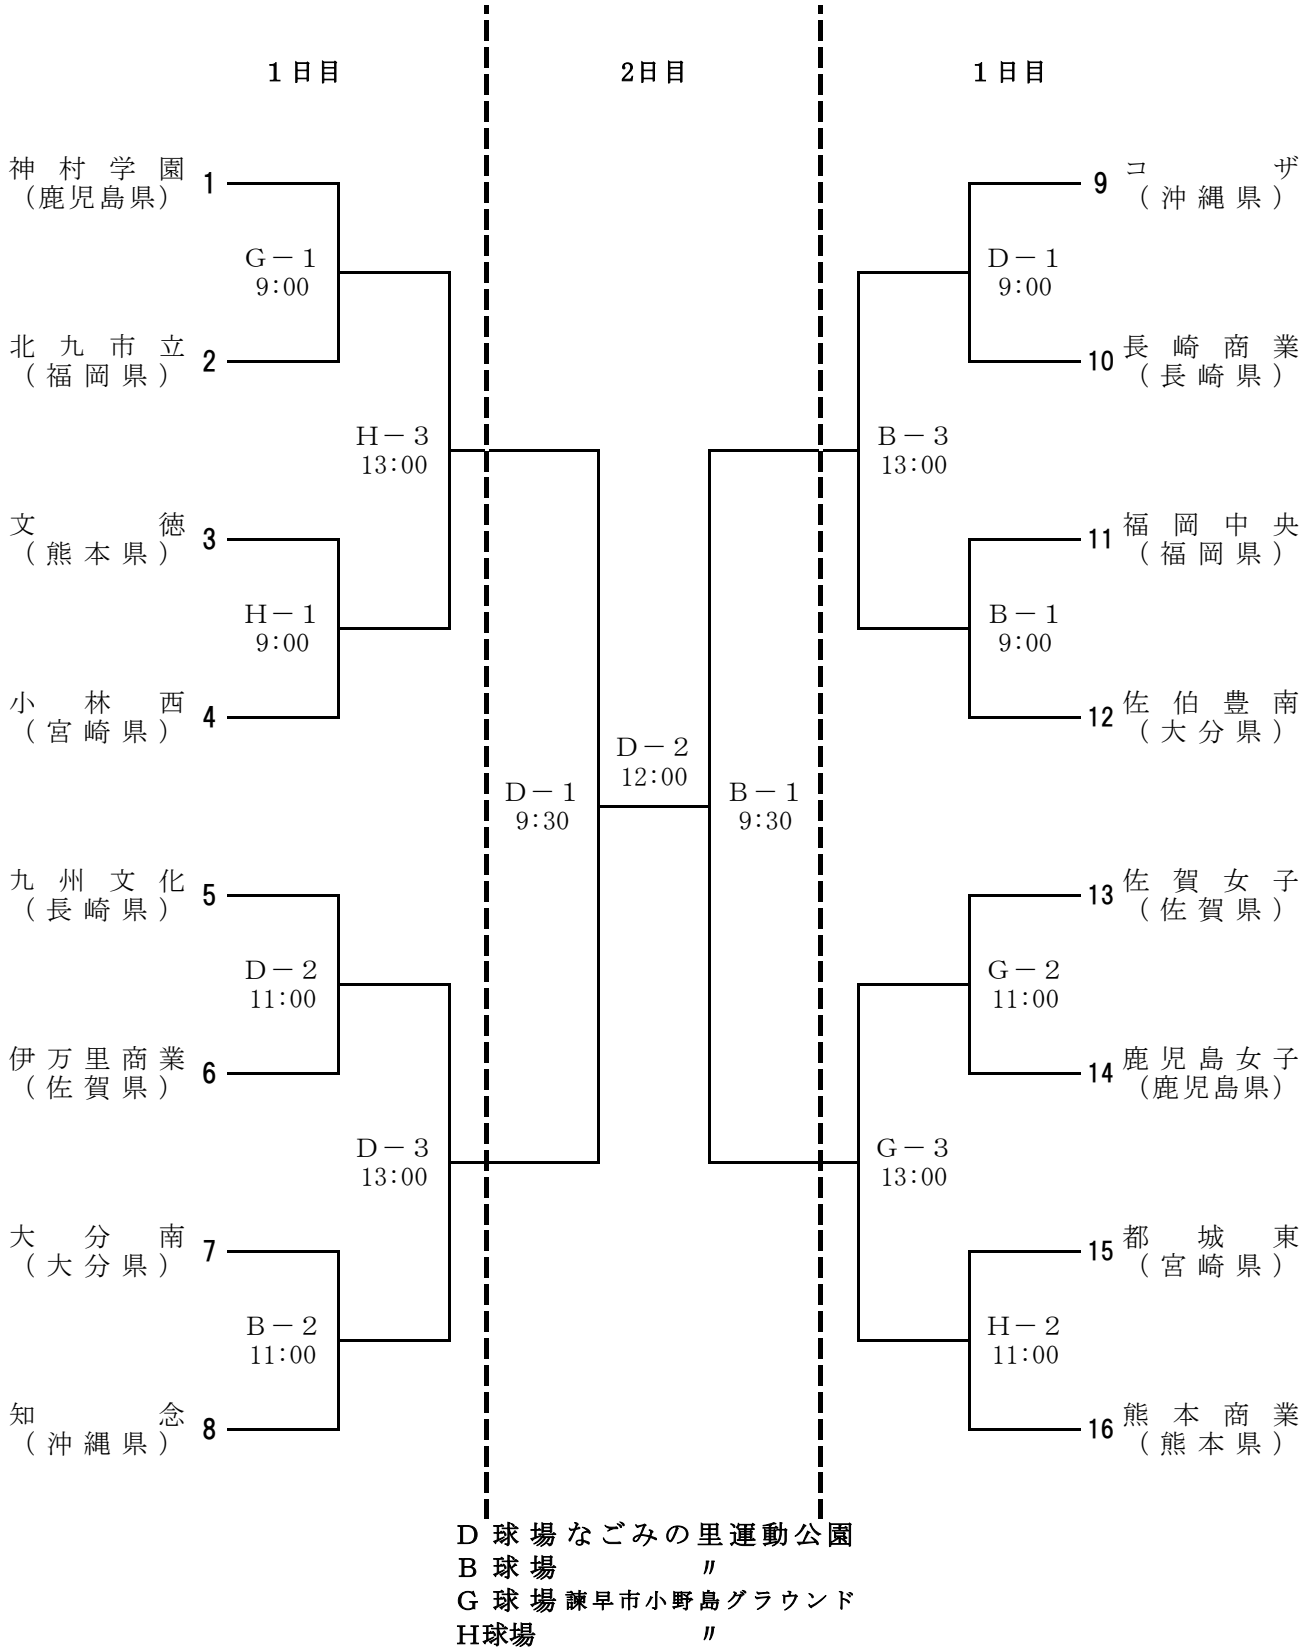 1日目
2日目
1日目
神村学園
(鹿児島県)
1
G－1
9:00
北九市立
(福岡県)
2
H－3
13:00
文徳
(熊本県)
3
H－1
9:00
小林西
(宮崎県)
4
D－1
9:30
九州文化
(長崎県)
5
D－2
11:00
伊万里商業
(佐賀県)
6
D－3
13:00
大分南
(大分県)
7
B－2
11:00
知念
(沖縄県)
8
D－2
12:00
B－1
9:30
9
コザ
(沖縄県)
D－1
9:00
10
長崎商業
(長崎県)
B－3
13:00
11
福岡中央
(福岡県)
B－1
9:00
12
佐伯豊南
(大分県)
13
佐賀女子
(佐賀県)
G－2
11:00
14
鹿児島女子
(鹿児島県)
G－3
13:00
15
都城東
(宮崎県)
H－2
11:00
16
熊本商業
(熊本県)
D球場なごみの里運動公園
B球場 〃
G球場諫早市小野島グラウンド
H球場 〃